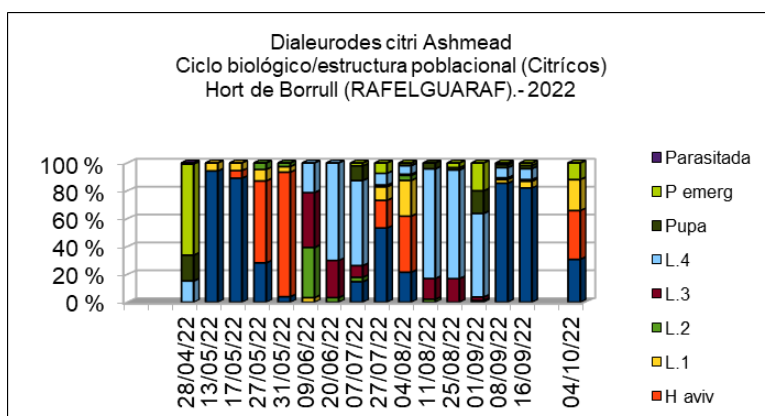 Dialeurodes citri Ashmead
Ciclo biológico/estructura poblacional (Citrícos)
Hort de Borrull (RAFELGUARAF).- 2022
100 %
80 %
60 %
40 %
20 %
0 %
28/04/22
13/05/22
17/05/22
27/05/22
31/05/22
09/06/22
20/06/22
07/07/22
27/07/22
04/08/22
11/08/22
25/08/22
01/09/22
08/09/22
16/09/22
04/10/22
Parasitada
P emerg
Pupa
L.4
L.3
L.2
L.1
H aviv